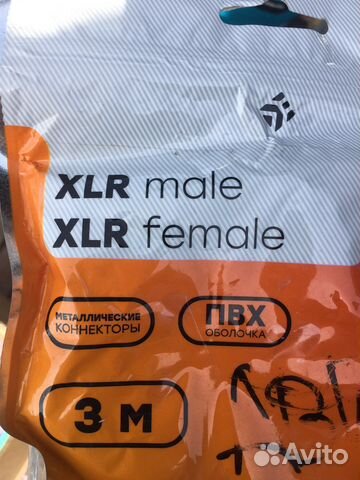 XLR male
XLR female
МЕТАЛЛИЧЕСКИЕ
КОННЕКТОРЫ
ПВХ
ОБОЛОЧКА
3 М
Avito